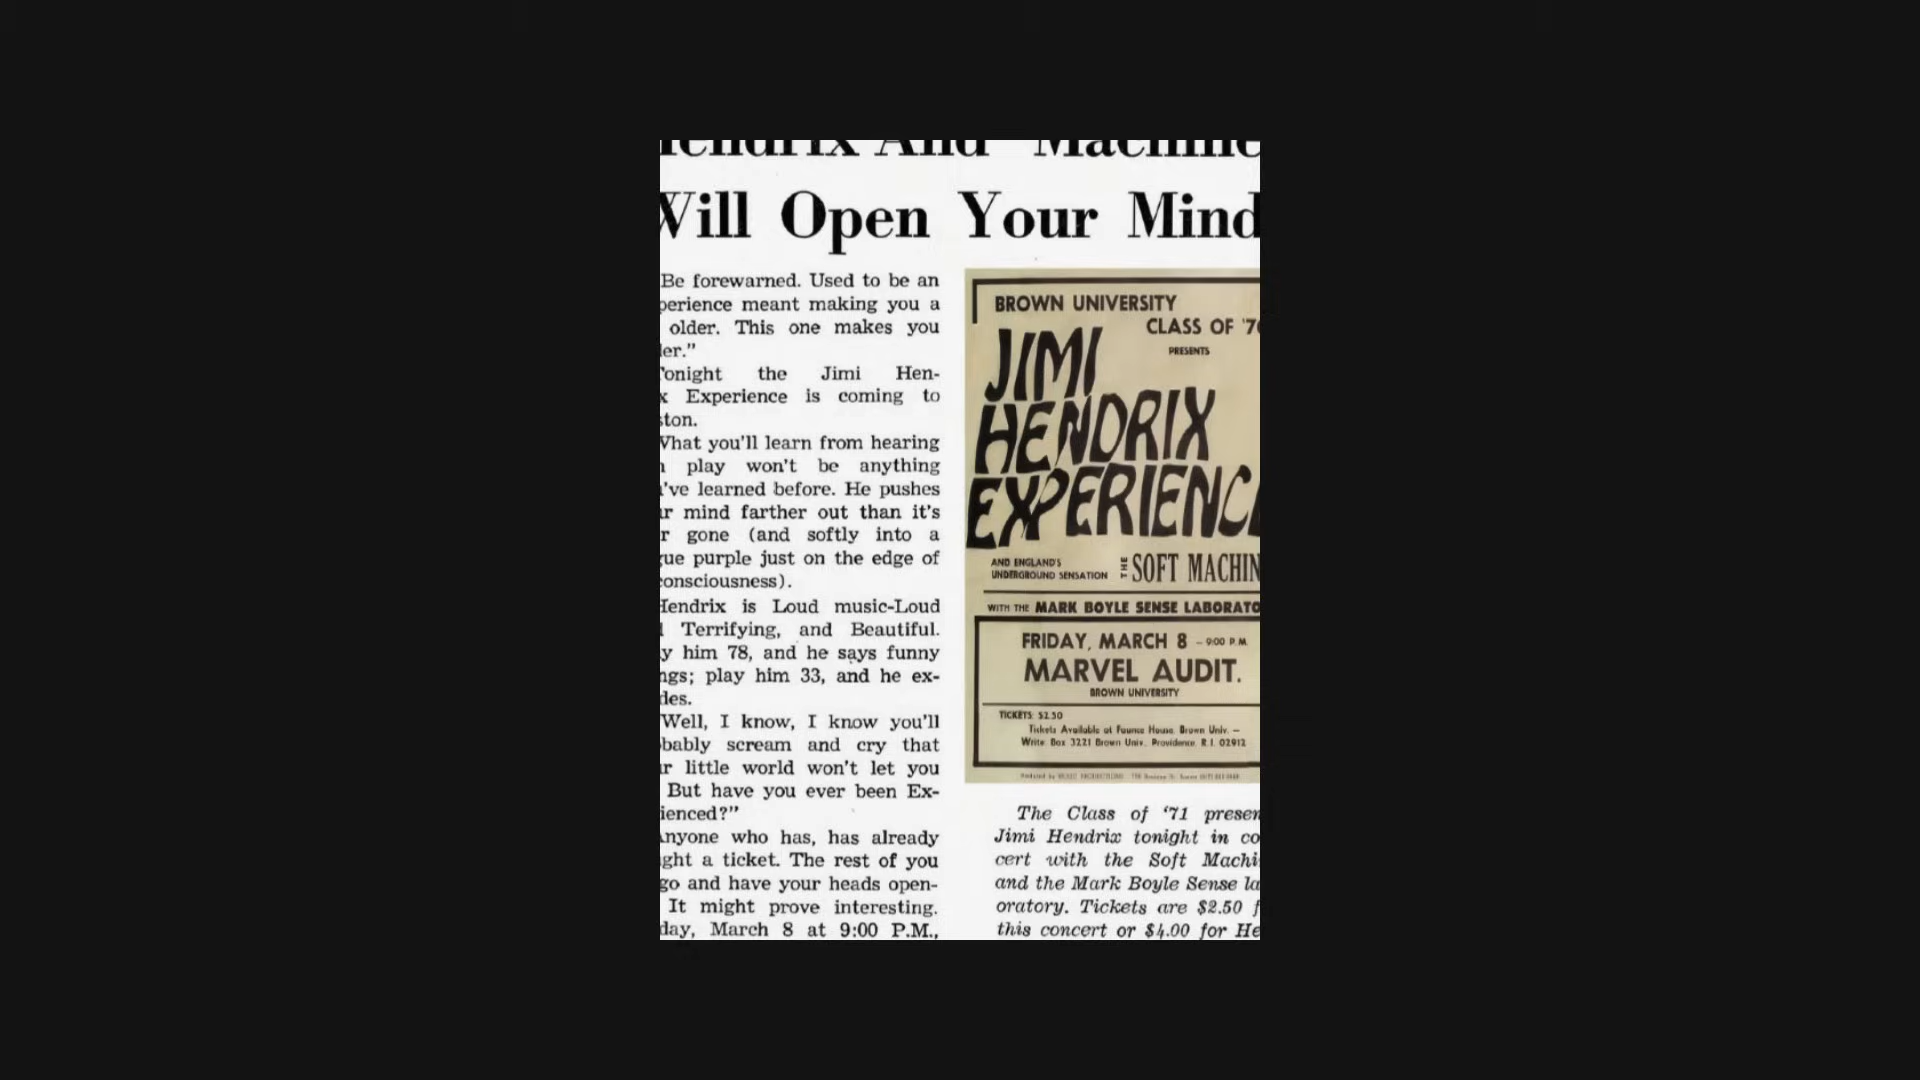 Hendrix And Machine
Will Open Your Mind
Be forewarned. Used to be an
perience meant making you a
older. This one makes you
er."
Tonight the Jimi Hen-
x Experience is coming to
ston.
What you'll learn from hearing
play won't be anything
've learned before. He pushes
r mind farther out than it's
r gone (and softly into a
gue purple just on the edge of
consciousness).
Hendrix is Loud music-Loud
Terrifying, and Beautiful.
y him 78, and he says funny
ngs; play him 33, and he ex-
des.
Well, I know, I know you'll
bably scream and cry that
r little world won't let you
But have you ever been Ex-
ienced?"
Anyone who has, has already
ght a ticket. The rest of you
go and have your heads open-
It might prove interesting.
day, March 8 at 9:00 P.M.,
BROWN UNIVERSITY
CLASS OF '70
PRESENTS
JIMI
HENDRIX
EXPERIENCE
AND ENGLAND'S
UNDERGROUND SENSATION
THE SOFT MACHIN
WITH THE MARK BOYLE SENSE LABORATO
FRIDAY, MARCH 8 - 9:00 P.M.
MARVEL AUDIT.
BROWN UNIVERSITY
TICKETS: $2.50
Tickets Available at Faunce House, Brown Univ. -
Write Box 3221 Brown Univ., Providence, R.I. 02912
The Class of '71 presen
Jimi Hendrix tonight in co
cert with the Soft Machi
and the Mark Boyle Sense la
oratory. Tickets are $2.50 f
this concert or $4.00 for He